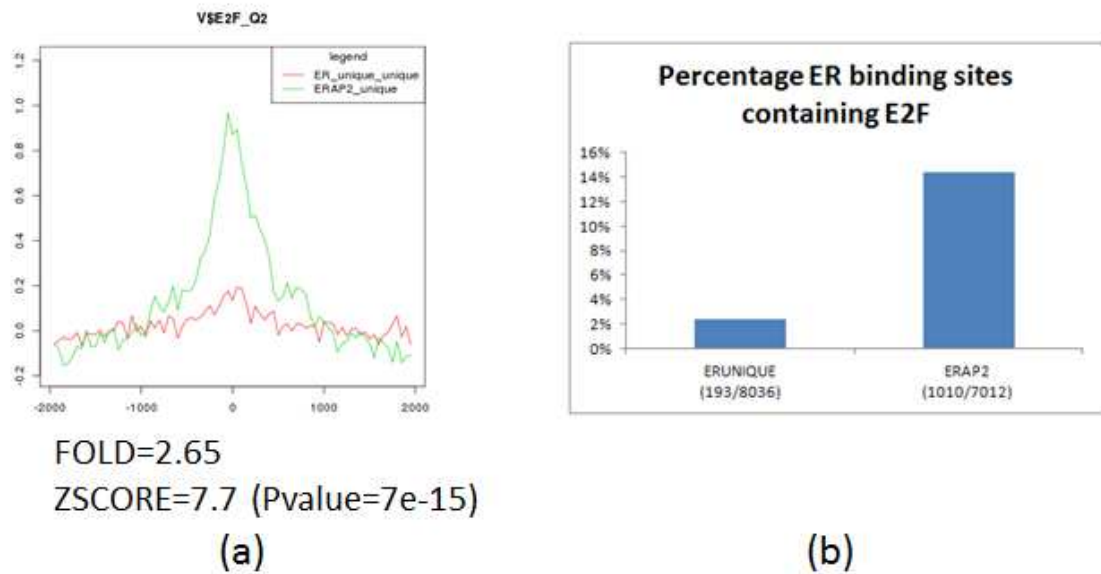 V$E2F_Q2
legend
ER_unique_unique
ERAP2_unique
1.2
1.0
0.8
0.6
0.4
0.2
0.0
-0.2
-2000 -1000 0 1000 2000
FOLD=2.65
ZSCORE=7.7 (Pvalue=7e-15)
(a)
Percentage ER binding sites
containing E2F
16%
14%
12%
10%
8%
6%
4%
2%
0%
ERUNIQUE ERAP2
(193/8036) (1010/7012)
(b)